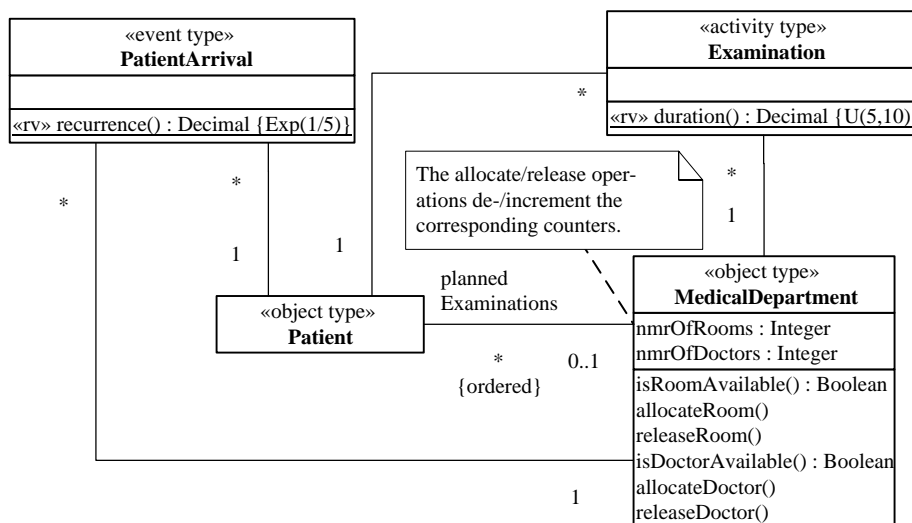 «event type»
PatientArrival
«rv» recurrence() : Decimal {Exp(1/5)}
«activity type»
Examination
«rv» duration() : Decimal {U(5,10)
*
*
*
*
1
1
1
The allocate/release oper-
ations de-/increment the
corresponding counters.
«object type»
Patient
planned
Examinations
*
{ordered}
0..1
«object type»
MedicalDepartment
nmrOfRooms : Integer
nmrOfDoctors : Integer
isRoomAvailable() : Boolean
allocateRoom()
releaseRoom()
isDoctorAvailable() : Boolean
allocateDoctor()
releaseDoctor()
1